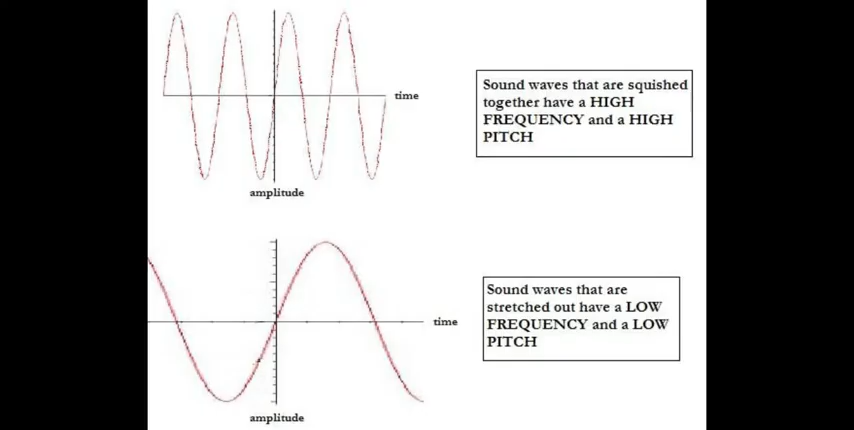 time
Sound waves that are squished
together have a HIGH
FREQUENCY and a HIGH
PITCH
amplitude
Sound waves that are
stretched out have a LOW
FREQUENCY and a LOW
PITCH
time
amplitude